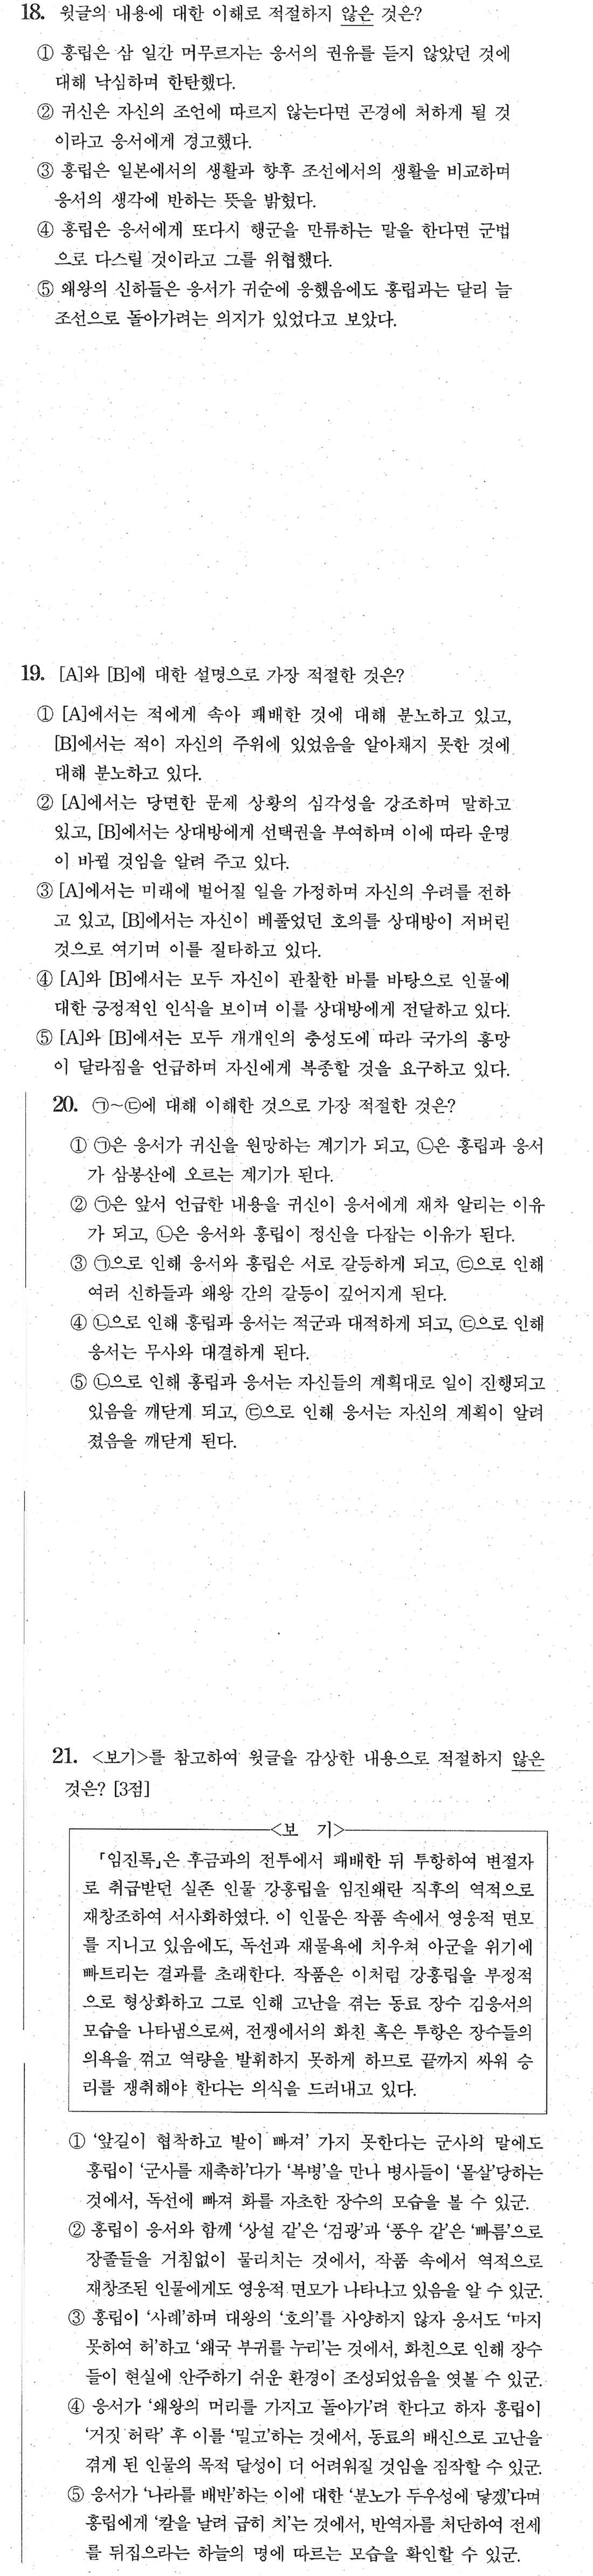 18. 윗글의 내용에 대한 이해로 적절하지 않은 것은?
① 홍립은 삼 일간 머무르자는 응서의 권유를 듣지 않았던 것에
대해 낙심하며 한탄했다.
② 귀신은 자신의 조언에 따르지 않는다면 곤경에 처하게 될 것
이라고 응서에게 경고했다.
③ 홍립은 일본에서의 생활과 향후 조선에서의 생활을 비교하며
응서의 생각에 반하는 뜻을 밝혔다.
④ 홍립은 응서에게 또다시 행군을 만류하는 말을 한다면 군법
으로 다스릴 것이라고 그를 위협했다.
⑤ 왜왕의 신하들은 응서가 귀순에 응했음에도 홍립과는 달리 늘
조선으로 돌아가려는 의지가 있었다고 보았다.
19. [A]와 [B]에 대한 설명으로 가장 적절한 것은?
① [A]에서는 적에게 속아 패배한 것에 대해 분노하고 있고,
[B]에서는 적이 자신의 주위에 있었음을 알아채지 못한 것에
대해 분노하고 있다.
② [A]에서는 당면한 문제 상황의 심각성을 강조하며 말하고
있고, [B]에서는 상대방에게 선택권을 부여하며 이에 따라 운명
이 바뀔 것임을 알려 주고 있다.
③ [A]에서는 미래에 벌어질 일을 가정하며 자신의 우려를 전하
고 있고, [B]에서는 자신이 베풀었던 호의를 상대방이 저버린
것으로 여기며 이를 질타하고 있다.
④ [A]와 [B]에서는 모두 자신이 관찰한 바를 바탕으로 인물에
대한 긍정적인 인식을 보이며 이를 상대방에게 전달하고 있다.
⑤ [A]와 [B]에서는 모두 개개인의 충성도에 따라 국가의 흥망
이 달라짐을 언급하며 자신에게 복종할 것을 요구하고 있다.
20. ㉠~㉢에 대해 이해한 것으로 가장 적절한 것은?
① ㉠은 응서가 귀신을 원망하는 계기가 되고, ㉡은 홍립과 응서
가 삼봉산에 오르는 계기가 된다.
② ㉠은 앞서 언급한 내용을 귀신이 응서에게 재차 알리는 이유
가 되고, ㉡은 응서와 홍립이 정신을 다잡는 이유가 된다.
③ ㉠으로 인해 응서와 홍립은 서로 갈등하게 되고, ㉢으로 인해
여러 신하들과 왜왕 간의 갈등이 깊어지게 된다.
④ ㉡으로 인해 홍립과 응서는 적군과 대적하게 되고, ㉢으로 인해
응서는 무사와 대결하게 된다.
⑤ ㉡으로 인해 홍립과 응서는 자신들의 계획대로 일이 진행되고
있음을 깨닫게 되고, ㉢으로 인해 응서는 자신의 계획이 알려
졌음을 깨닫게 된다.
21. <보기>를 참고하여 윗글을 감상한 내용으로 적절하지 않은
것은? [3점]
<보 기>
「임진록」은 후금과의 전투에서 패배한 뒤 투항하여 변절자
로 취급받던 실존 인물 강홍립을 임진왜란 직후의 역적으로
재창조하여 서사화하였다. 이 인물은 작품 속에서 영웅적 면모
를 지니고 있음에도, 독선과 재물욕에 치우쳐 아군을 위기에
빠트리는 결과를 초래한다. 작품은 이처럼 강홍립을 부정적
으로 형상화하고 그로 인해 고난을 겪는 동료 장수 김응서의
모습을 나타냄으로써, 전쟁에서의 화친 혹은 투항은 장수들의
의욕을 꺾고 역량을 발휘하지 못하게 하므로 끝까지 싸워 승
리를 쟁취해야 한다는 의식을 드러내고 있다.
① '앞길이 협착하고 발이 빠져' 가지 못한다는 군사의 말에도
홍립이 '군사를 재촉하'다가 '복병'을 만나 병사들이 '몰살'당하는
것에서, 독선에 빠져 화를 자초한 장수의 모습을 볼 수 있군.
② 홍립이 응서와 함께 '상설 같'은 '검광'과 '풍우 같'은 '빠름'으로
장졸들을 거침없이 물리치는 것에서, 작품 속에서 역적으로
재창조된 인물에게도 영웅적 면모가 나타나고 있음을 알 수 있군.
③ 홍립이 '사례'하며 대왕의 '호의'를 사양하지 않자 응서도 '마지
못하여 허'하고 '왜국 부귀를 누리'는 것에서, 화친으로 인해 장수
들이 현실에 안주하기 쉬운 환경이 조성되었음을 엿볼 수 있군.
④ 응서가 '왜왕의 머리를 가지고 돌아가'려 한다고 하자 홍립이
'거짓 허락' 후 이를 '밀고'하는 것에서, 동료의 배신으로 고난을
겪게 된 인물의 목적 달성이 더 어려워질 것임을 짐작할 수 있군.
⑤ 응서가 '나라를 배반'하는 이에 대한 '분노가 두우성에 닿겠'다며
홍립에게 '칼을 날려 급히 치'는 것에서, 반역자를 처단하여 전세
를 뒤집으라는 하늘의 명에 따르는 모습을 확인할 수 있군.